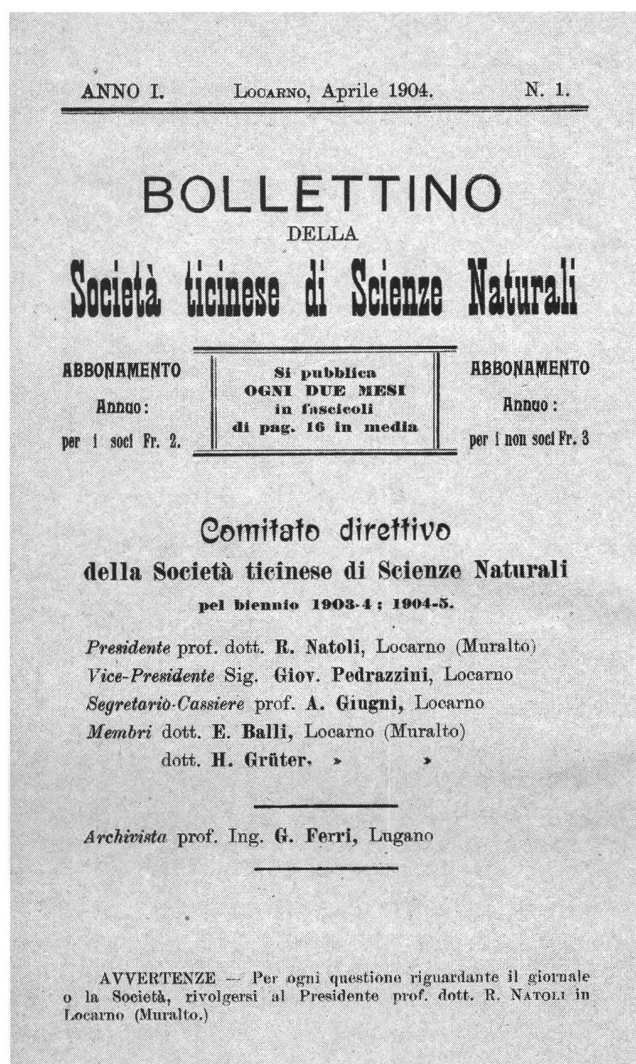 ANNO I. LOCARNO, Aprile 1904. N. 1.
BOLLETTINO
DELLA
Società ticinese di Scienze Naturali
ABBONAMENTO
Annuo:
per i soci Fr. 2.
Si pubblica
OGNI DUE MESI
in fascicoli
di pag. 16 in media
ABBONAMENTO
Annuo:
per i non soci Fr. 3
Comitato direttivo
della Società ticinese di Scienze Naturali
pel biennio 1903-4; 1904-5.
Presidente prof. dott. R. Natoli, Locarno (Muralto)
Vice-Presidente Sig. Giov. Pedrazzini, Locarno
Segretario-Cassiere prof. A. Giugni, Locarno
Membri dott. E. Balli, Locarno (Muralto)
dott. H. Grüter. » »
Archivista prof. Ing. G. Ferri, Lugano
AVVERTENZE — Per ogni questione riguardante il giornale
o la Società, rivolgersi al Presidente prof. dott. R. NATOLI in
Locarno (Muralto.)